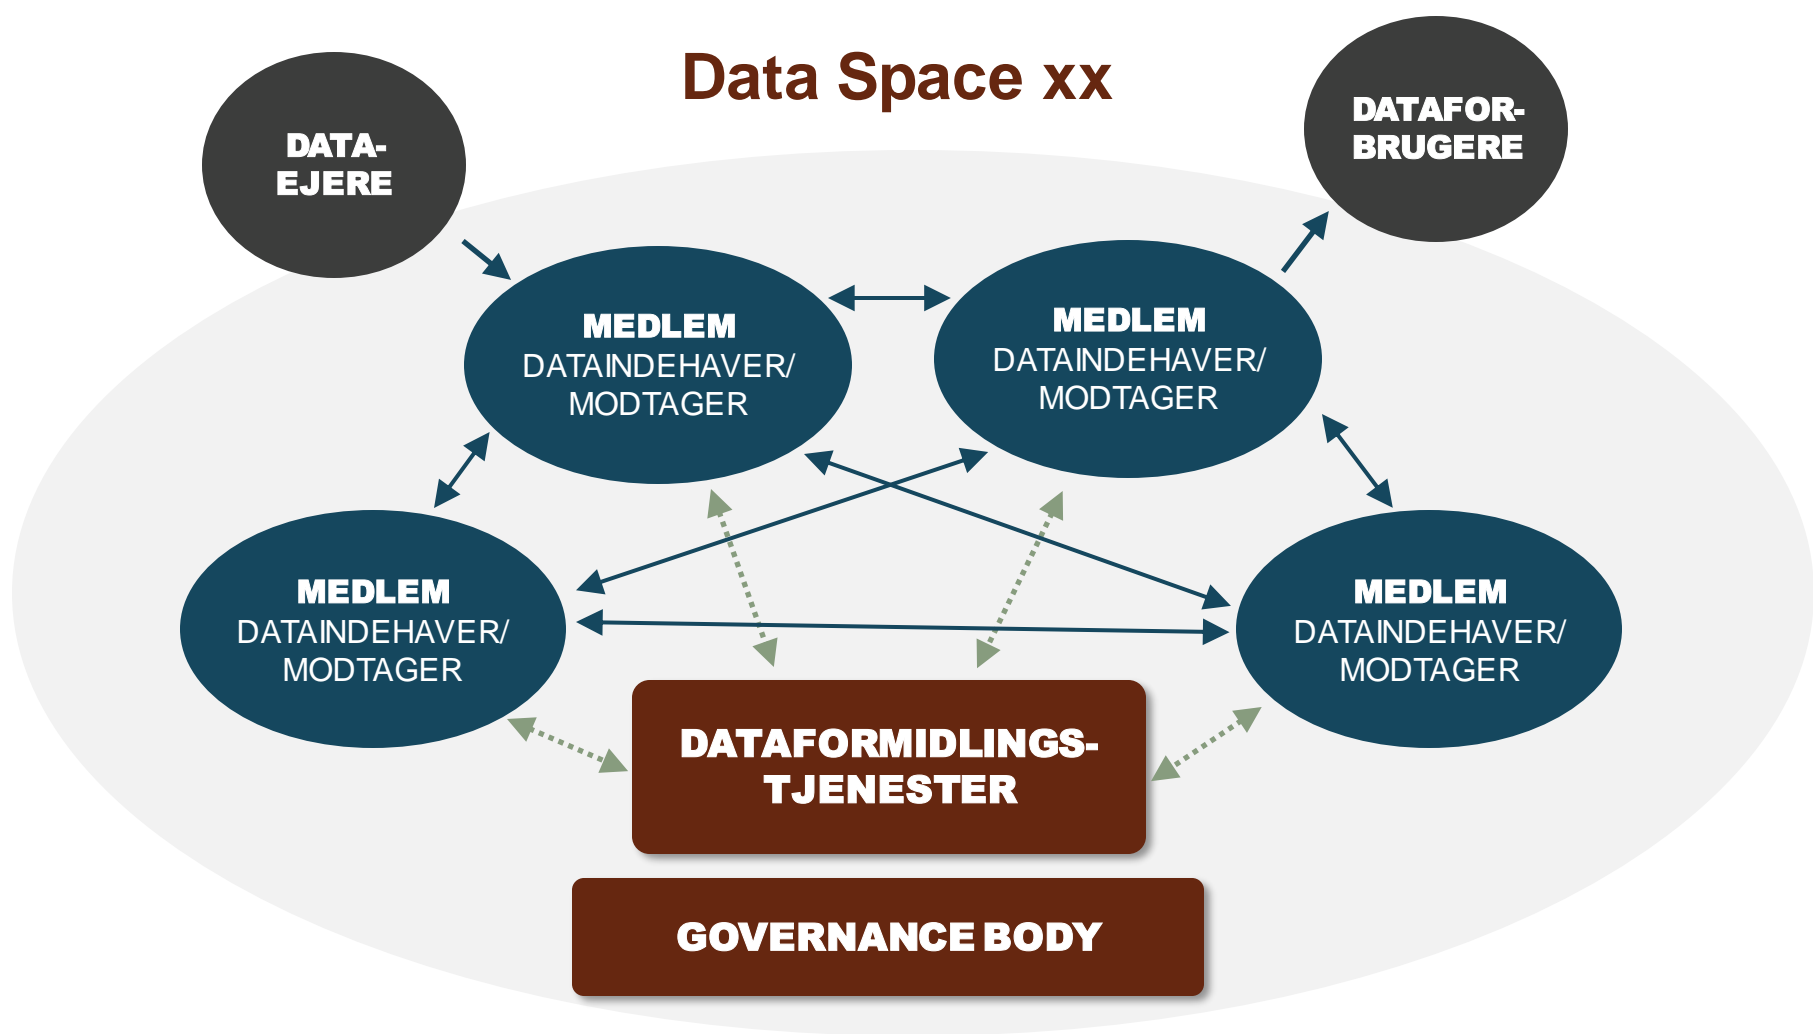 Data Space xx
DATA-
EJERE
DATAFOR-
BRUGERE
MEDLEM
DATAINDEHAVER/
MODTAGER
MEDLEM
DATAINDEHAVER/
MODTAGER
MEDLEM
DATAINDEHAVER/
MODTAGER
MEDLEM
DATAINDEHAVER/
MODTAGER
DATAFORMIDLINGS-
TJENESTER
GOVERNANCE BODY